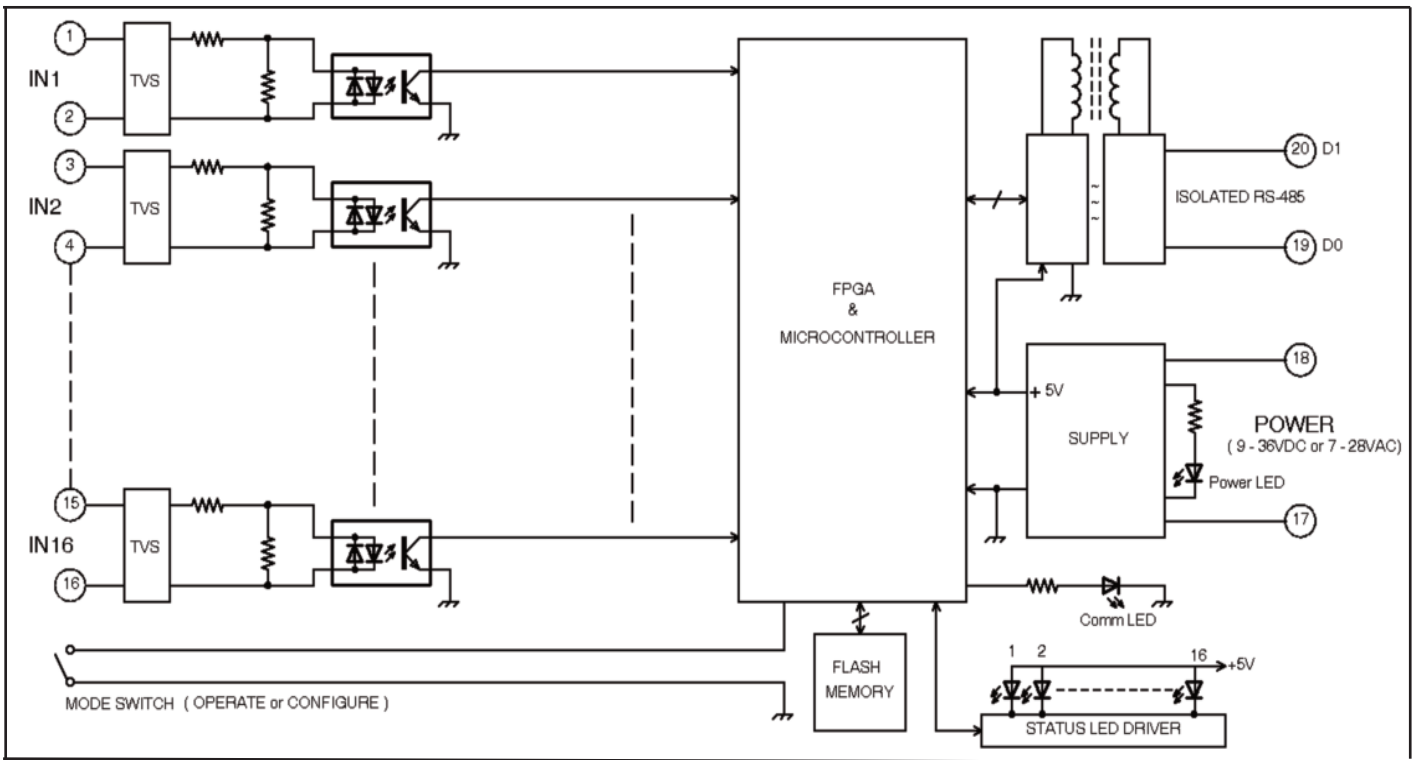 1
IN1
TVS
2
3
IN2
TVS
4
15
IN16
TVS
16
MODE SWITCH ( OPERATE or CONFIGURE )
FPGA
&
MICROCONTROLLER
FLASH
MEMORY
20 D1
ISOLATED RS-485
~
~
~
19 D0
+ 5V
SUPPLY
18
POWER
( 9 - 36VDC or 7 - 28VAC)
Power LED
17
Comm LED
1 2 16
+5V
STATUS LED DRIVER